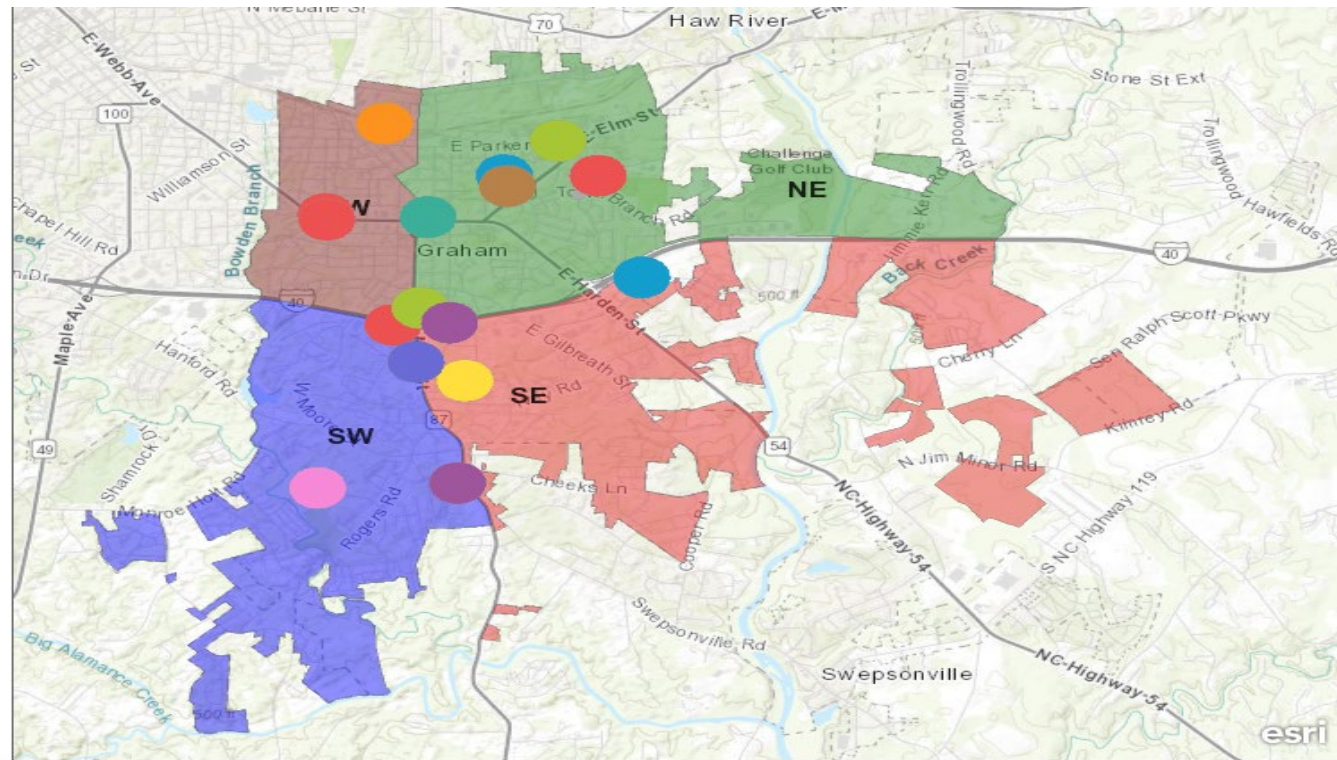 N Mebane St
70
Haw River
E-Webb-Ave
100
Stone St Ext
Trollingwood Rd
Trollingwood Hawfields Rd
Williamson St
E Parker
E-Elm-St
Challenge
Golf Club
NE
W
Branch Rd
Jimmie Kerr Rd
Chapel Hill Rd
Bowden Branch
Graham
40
Back Creek
40
500 ft
E-Harden-St
Maple-Ave
Hanford Rd
E Gilbreath St
Cherry Ln
Sen Ralph Scott-Pkwy
SE
Rd
87
SW
Kimrey Rd
49
54
Shamrock Dr
N Jim Minor Rd
Cheeks Ln
Monroe Holt Rd
Rogers Rd
Cooper Rd
NC-Highway-54
S NC Highway 119
Swepsonville Rd
Big Alamance Creek
Swepsonville
NC-Highway-54
500 ft
esri